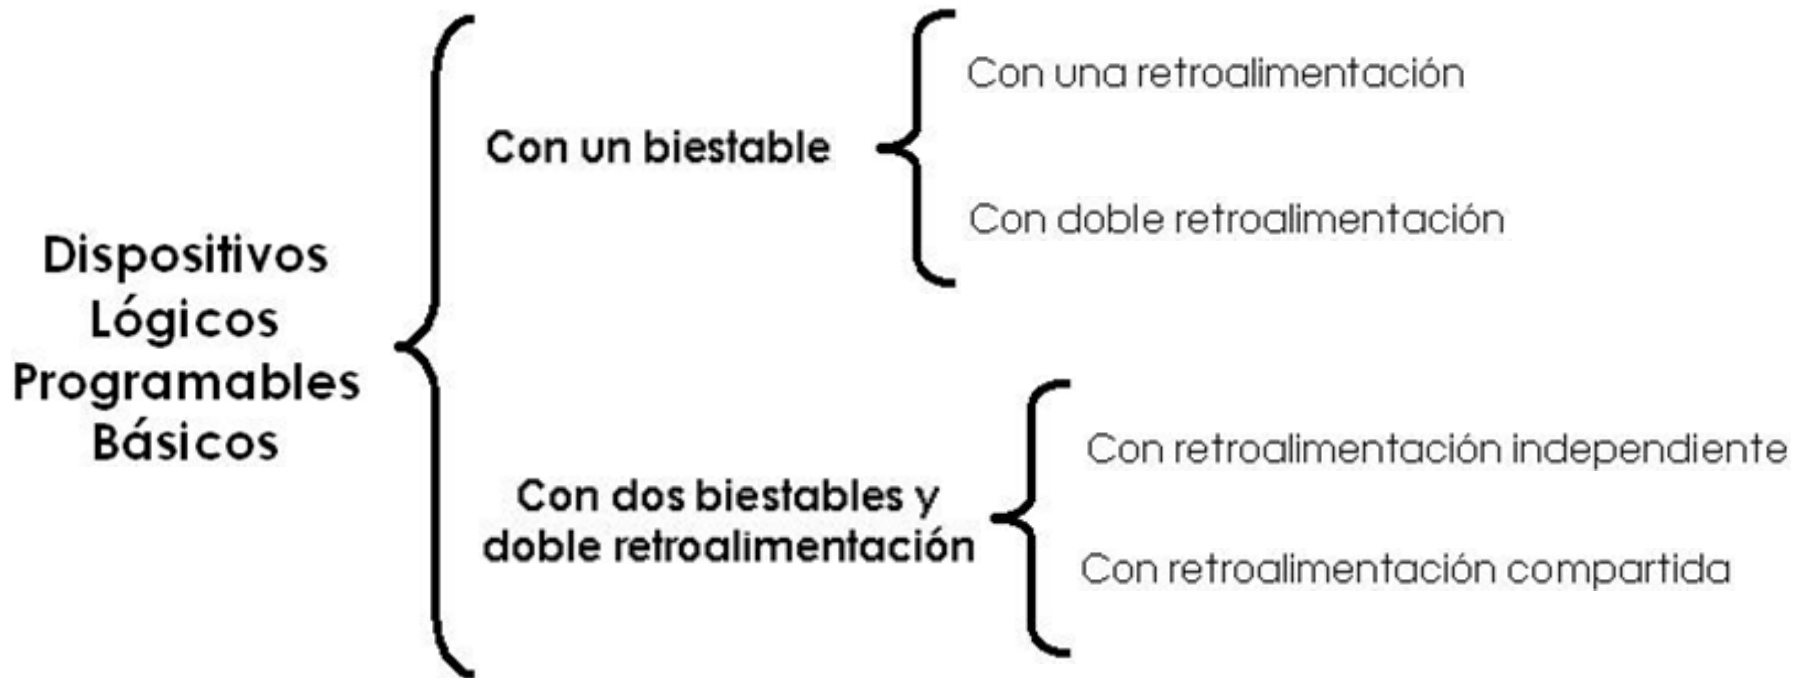 Dispositivos
Lógicos
Programables
Básicos
Con un biestable
Con una retroalimentación
Con doble retroalimentación
Con dos biestables y
doble retroalimentación
Con retroalimentación independiente
Con retroalimentación compartida